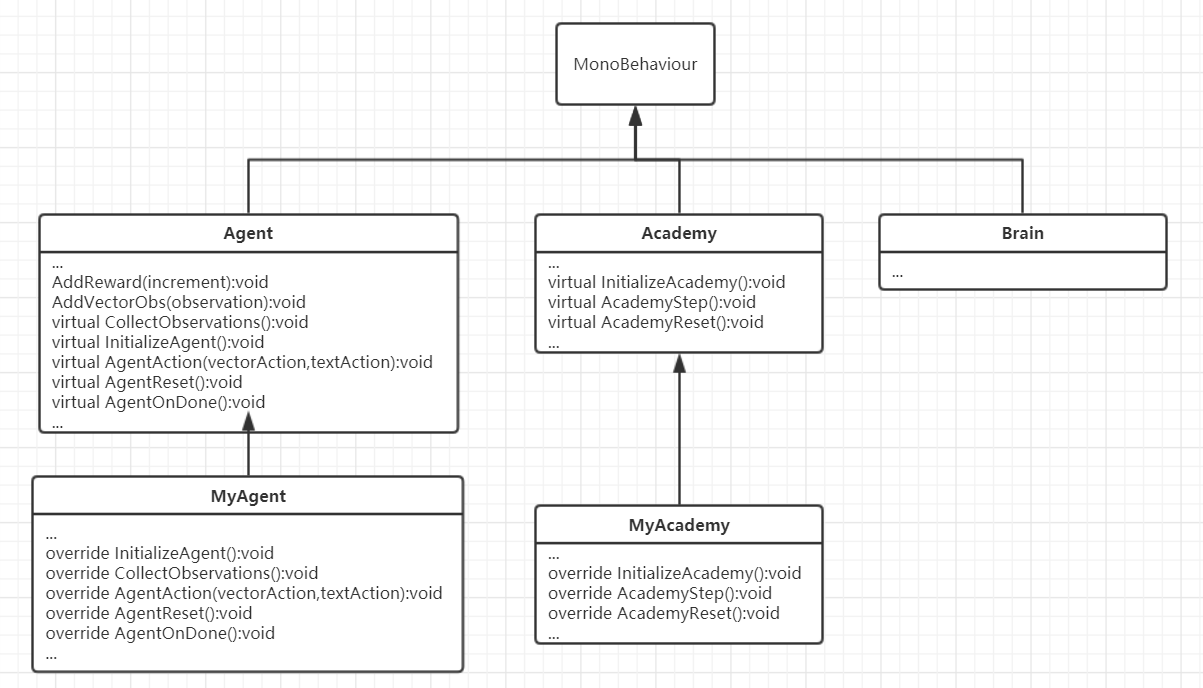 MonoBehaviour
Agent
...
AddReward(increment):void
AddVectorObs(observation):void
virtual CollectObservations():void
virtual InitializeAgent():void
virtual AgentAction(vectorAction,textAction):void
virtual AgentReset():void
virtual AgentOnDone():void
...
Academy
...
virtual InitializeAcademy():void
virtual AcademyStep():void
virtual AcademyReset():void
...
Brain
...
MyAgent
...
override InitializeAgent():void
override CollectObservations():void
override AgentAction(vectorAction,textAction):void
override AgentReset():void
override AgentOnDone():void
...
MyAcademy
...
override InitializeAcademy():void
override AcademyStep():void
override AcademyReset():void
...